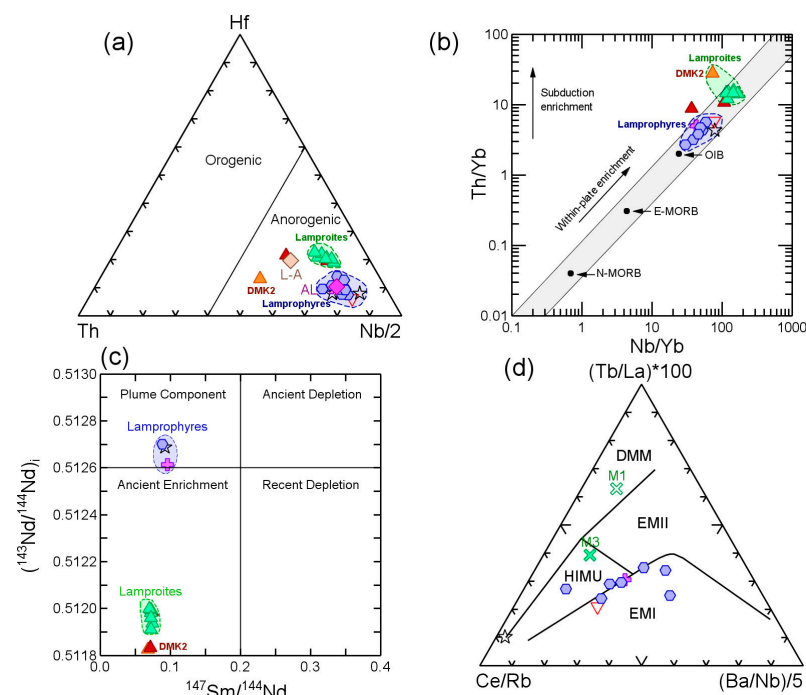 (a)
Hf
Orogenic
Anorogenic
Lamproites
L-A
DMK2
AL
Lamprophyres
Th
Nb/2
(b)
100
10
1
0.1
0.01
Th/Yb
Subduction
enrichment
Lamproites
DMK2
Lamprophyres
OIB
Within-plate enrichment
E-MORB
N-MORB
0.1
1
10
100
1000
Nb/Yb
(c)
0.5130
0.5128
0.5126
0.5124
0.5122
0.5120
0.5118
(¹⁴³Nd/¹⁴⁴Nd)ᵢ
Plume Component
Ancient Depletion
Lamprophyres
Ancient Enrichment
Recent Depletion
Lamproites
DMK2
0.0
0.1
0.2
0.3
0.4
¹⁴⁷Sm/¹⁴⁴Nd
(d)
(Tb/La)*100
DMM
M1
EMII
M3
HIMU
EMI
Ce/Rb
(Ba/Nb)/5